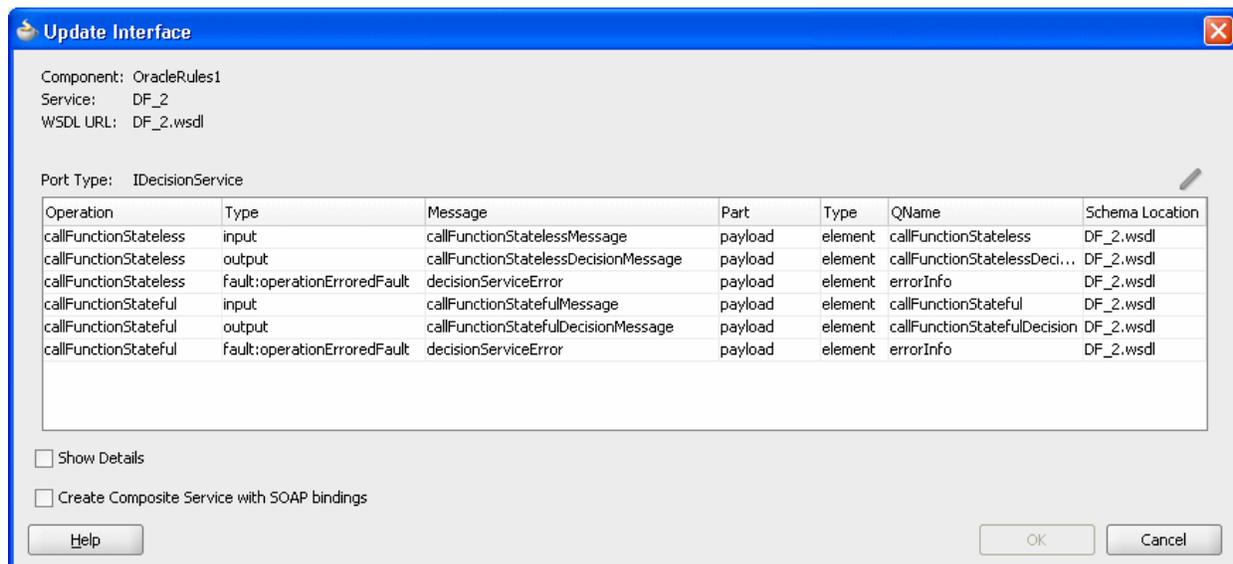 Update Interface
Component: OracleRules1
Service: DF_2
WSDL URL: DF_2.wsdl
Port Type: IDecisionService
Operation Type Message Part Type QName Schema Location
callFunctionStateless input callFunctionStatelessMessage payload element callFunctionStateless DF_2.wsdl
callFunctionStateless output callFunctionStatelessDecisionMessage payload element callFunctionStatelessDeci... DF_2.wsdl
callFunctionStateless fault:operationErroredFault decisionServiceError payload element errorInfo DF_2.wsdl
callFunctionStateful input callFunctionStatefulMessage payload element callFunctionStateful DF_2.wsdl
callFunctionStateful output callFunctionStatefulDecisionMessage payload element callFunctionStatefulDecision DF_2.wsdl
callFunctionStateful fault:operationErroredFault decisionServiceError payload element errorInfo DF_2.wsdl
Show Details
Create Composite Service with SOAP bindings
Help OK Cancel